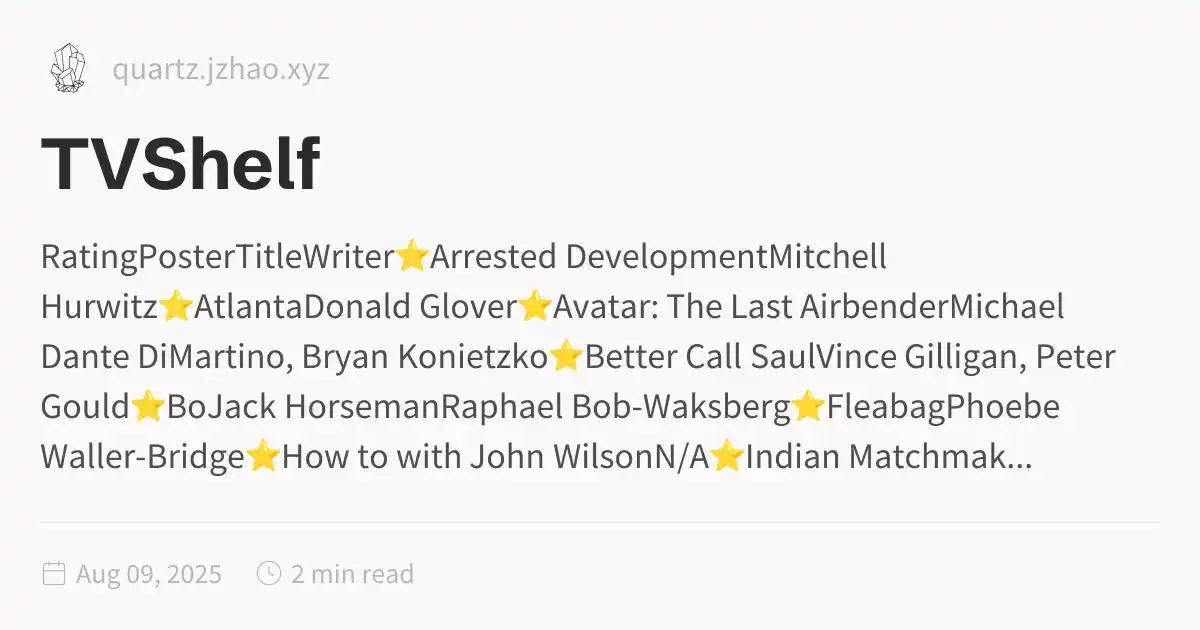 quartz.jzhao.xyz
TVShelf
RatingPosterTitleWriter⭐Arrested DevelopmentMitchell
Hurwitz⭐AtlantaDonald Glover⭐Avatar: The Last AirbenderMichael
Dante DiMartino, Bryan Konietzko⭐Better Call SaulVince Gilligan, Peter
Gould⭐BoJack HorsemanRaphael Bob-Waksberg⭐FleabagPhoebe
Waller-Bridge⭐How to with John WilsonN/A⭐Indian Matchmak...
Aug 09, 2025 2 min read